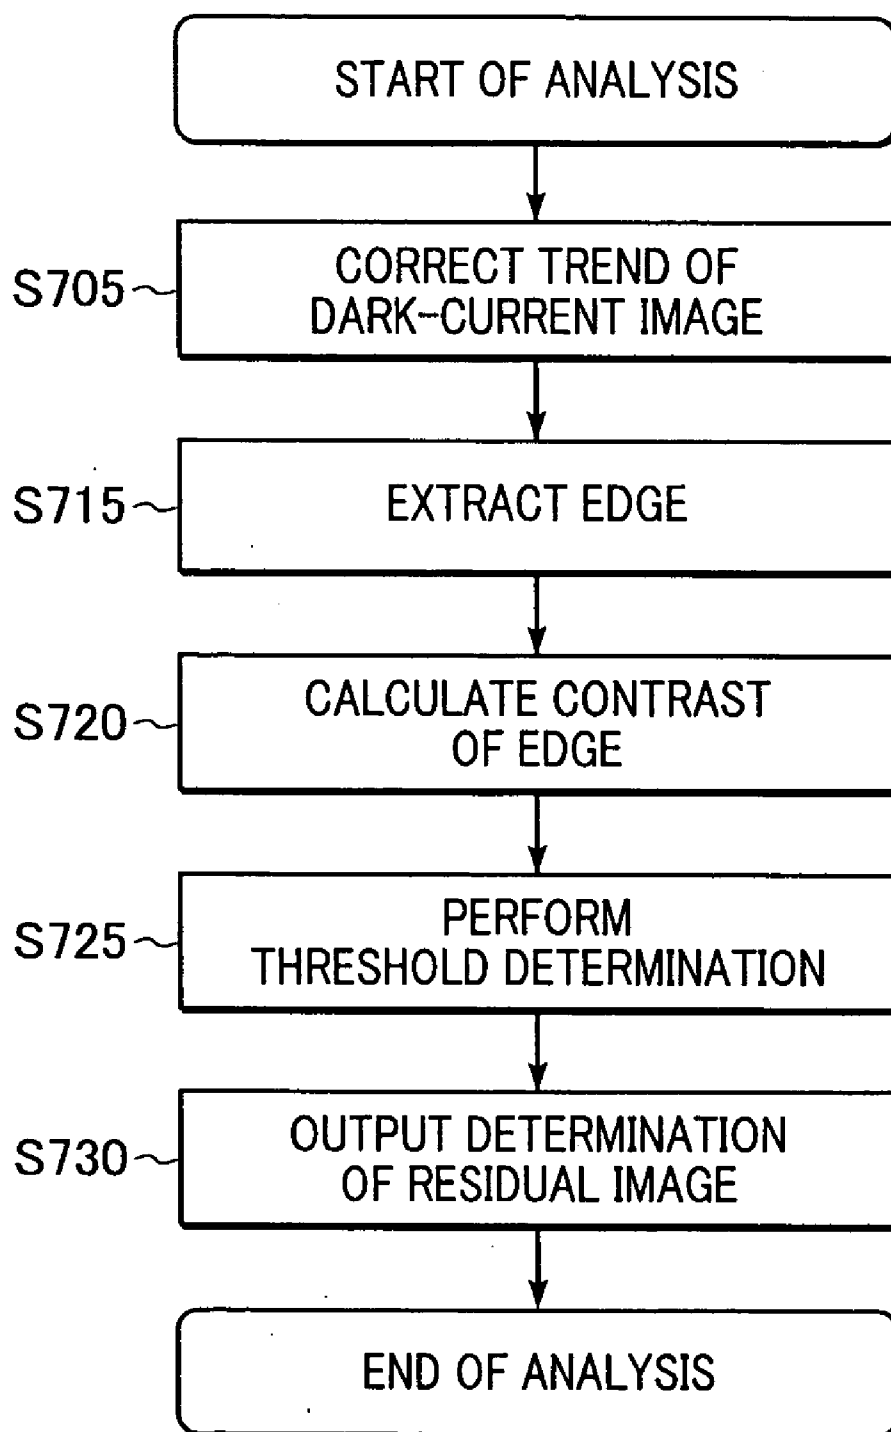 START OF ANALYSIS
S705
CORRECT TREND OF
DARK-CURRENT IMAGE
S715
EXTRACT EDGE
S720
CALCULATE CONTRAST
OF EDGE
S725
PERFORM
THRESHOLD DETERMINATION
S730
OUTPUT DETERMINATION
OF RESIDUAL IMAGE
END OF ANALYSIS